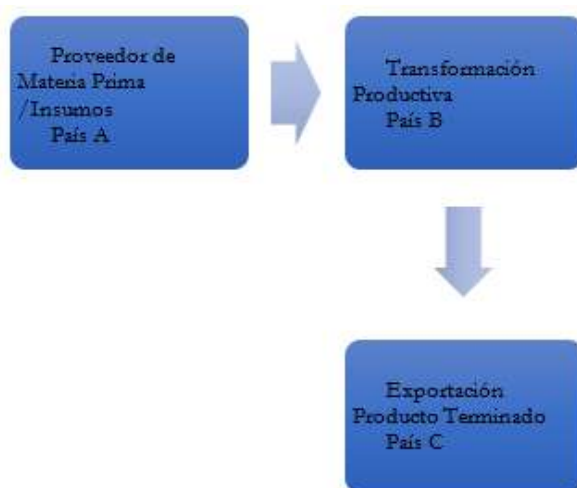 Proveedor de
Materia Prima
/Insumos
País A
Transformación
Productiva
País B
Exportación
Producto Terminado
País C